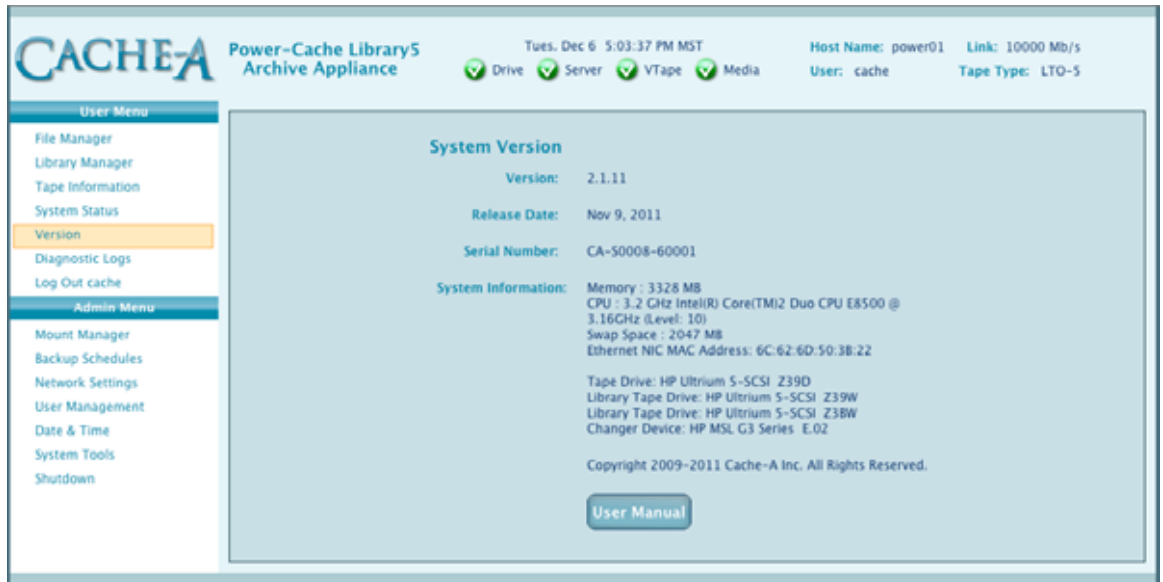 CACHE-A
Power-Cache Library5
Archive Appliance
Tues. Dec 6 5:03:37 PM MST
Drive Server VTape Media
Host Name: power01 Link: 10000 Mb/s
User: cache Tape Type: LTO-5
User Menu
File Manager
Library Manager
Tape Information
System Status
Version
Diagnostic Logs
Log Out cache
Admin Menu
Mount Manager
Backup Schedules
Network Settings
User Management
Date & Time
System Tools
Shutdown
System Version
Version: 2.1.11
Release Date: Nov 9, 2011
Serial Number: CA-S0008-60001
System Information: Memory : 3328 MB
CPU : 3.2 GHz Intel(R) Core(TM)2 Duo CPU E8500 @
3.16GHz (Level: 10)
Swap Space : 2047 MB
Ethernet NIC MAC Address: 6C:62:6D:50:3B:22
Tape Drive: HP Ultrium 5-SCSI Z39D
Library Tape Drive: HP Ultrium 5-SCSI Z39W
Library Tape Drive: HP Ultrium 5-SCSI Z3BW
Changer Device: HP MSL G3 Series E.02
Copyright 2009-2011 Cache-A Inc. All Rights Reserved.
User Manual